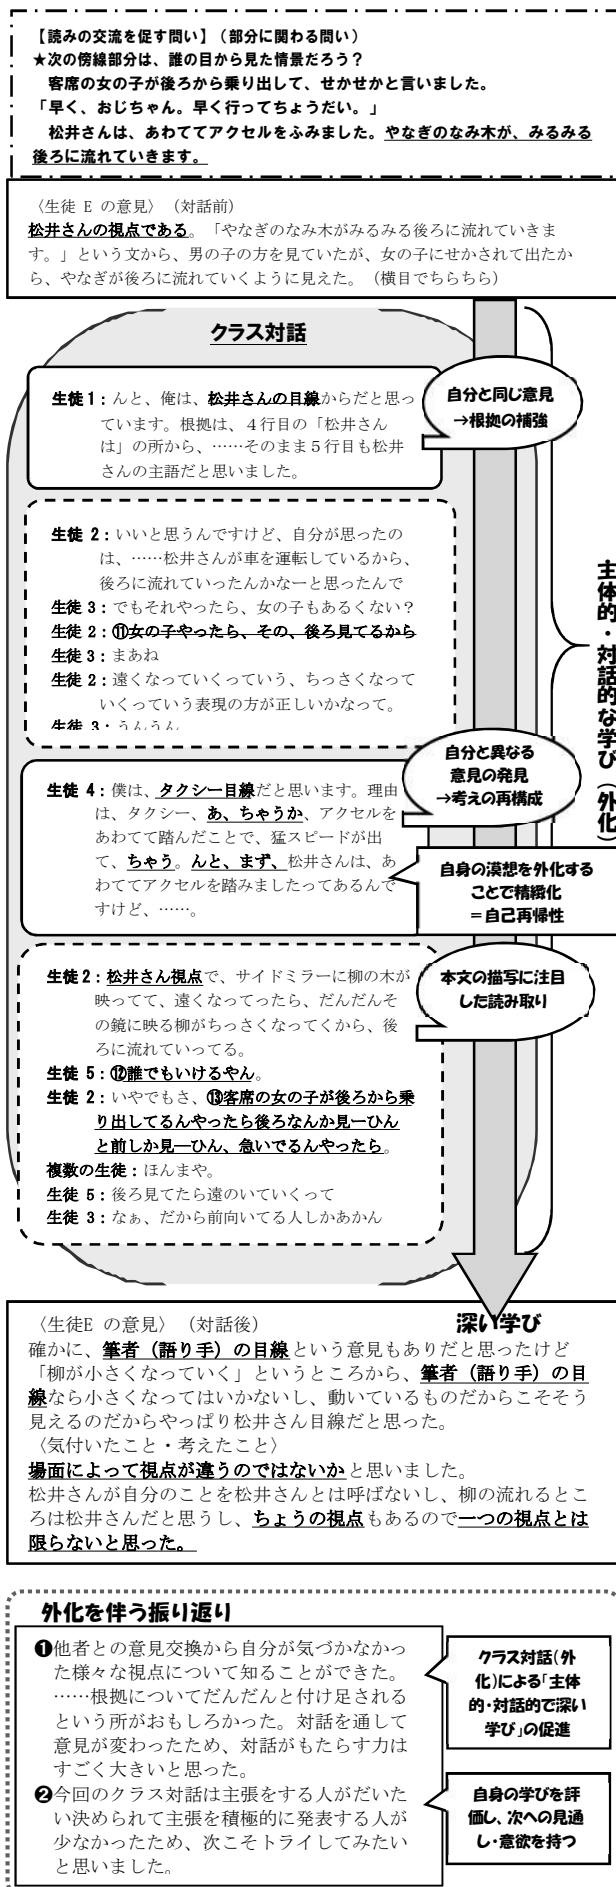 【読みの交流を促す問い】（部分に関わる問い）
★次の傍線部分は、誰の目から見た情景だろう？
客席の女の子が後ろから乗り出して、せかせかと言いました。
「早く、おじちゃん。早く行ってちょうだい。」
松井さんは、あわててアクセルをふみました。やなぎのなみ木が、みるみる
後ろに流れていきます。
〈生徒 E の意見〉（対話前）
松井さんの視点である。「やなぎのなみ木がみるみる後ろに流れていきま
す。」という文から、男の子の方を見ていたが、女の子にせかされて出たか
ら、やなぎが後ろに流れていくように見えた。（横目でちらちら）
クラス対話
生徒1：んと、俺は、松井さんの目線からだと思っ
ています。根拠は、４行目の「松井さん
は」の所から、……そのまま５行目も松井
さんの主語だと思いました。
自分と同じ意見
→根拠の補強
生徒 2：いいと思うんですけど、自分が思ったの
は、……松井さんが車を運転しているから、
後ろに流れていったんかなーと思ったんで
生徒 3：でもそれやったら、女の子もあるくない？
生徒 2：⑪女の子やったら、その、後ろ見てるから
生徒 3：まあね
生徒 2：遠くなっていくっていう、ちっさくなって
いくっていう表現の方が正しいかなって。
生徒 3：うんうん
主体的・対話的な学び（外化）
生徒 4：僕は、タクシー目線だと思います。理由
は、タクシー、あ、ちゃうか、アクセルを
あわてて踏んだことで、猛スピードが出
て、ちゃう。んと、まず、松井さんは、あ
わててアクセルを踏みましたってあるんで
すけど、……。
自分と異なる
意見の発見
→考えの再構成
自身の漠想を外化する
ことで精緻化
＝自己再帰性
生徒2：松井さん視点で、サイドミラーに柳の木が
映ってて、遠くなってったら、だんだんそ
の鏡に映る柳がちっさくなってくから、後
ろに流れていってる。
生徒 5：⑫誰でもいけるやん。
生徒 2：いやでもさ、⑬客席の女の子が後ろから乗
り出してるんやったら後ろなんか見ーひん
と前しか見―ひん、急いでるんやったら。
複数の生徒：ほんまや。
生徒 5：後ろ見てたら遠のいていくって
生徒 3：なぁ、だから前向いてる人しかあかん
本文の描写に注目
した読み取り
〈生徒E の意見〉（対話後）
深い学び
確かに、筆者（語り手）の目線という意見もありだと思ったけど
「柳が小さくなっていく」というところから、筆者（語り手）の目
線なら小さくなってはいかないし、動いているものだからこそそう
見えるのだからやっぱり松井さん目線だと思った。
〈気付いたこと・考えたこと〉
場面によって視点が違うのではないかと思いました。
松井さんが自分のことを松井さんとは呼ばないし、柳の流れるとこ
ろは松井さんだと思うし、ちょうの視点もあるので一つの視点とは
限らないと思った。
外化を伴う振り返り
❶他者との意見交換から自分が気づかなかっ
た様々な視点について知ることができた。
……根拠についてだんだんと付け足される
という所がおもしろかった。対話を通して
意見が変わったため、対話がもたらす力は
すごく大きいと思った。
❷今回のクラス対話は主張をする人がだいた
い決められて主張を積極的に発表する人が
少なかったため、次こそトライしてみたい
と思いました。
クラス対話（外
化）による「主体
的・対話的で深い
学び」の促進
自身の学びを評
価し、次への見通
し・意欲を持つ